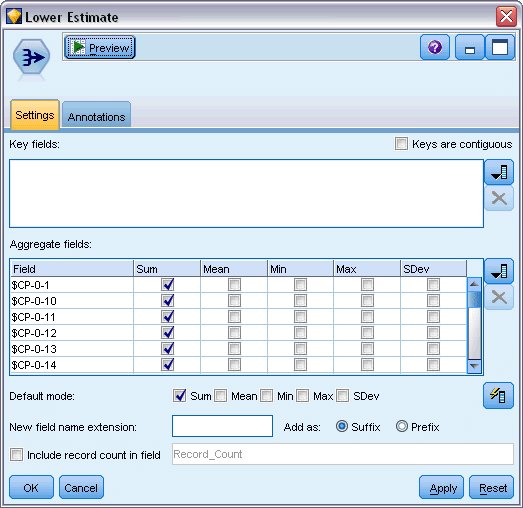 Lower Estimate
Preview
Settings Annotations
Key fields: Keys are contiguous
Aggregate fields:
Field Sum Mean Min Max SDev
$CP-0-1
$CP-0-10
$CP-0-11
$CP-0-12
$CP-0-13
$CP-0-14
Default mode: Sum Mean Min Max SDev
New field name extension: Add as: Suffix Prefix
Include record count in field Record_Count
OK Cancel Apply Reset